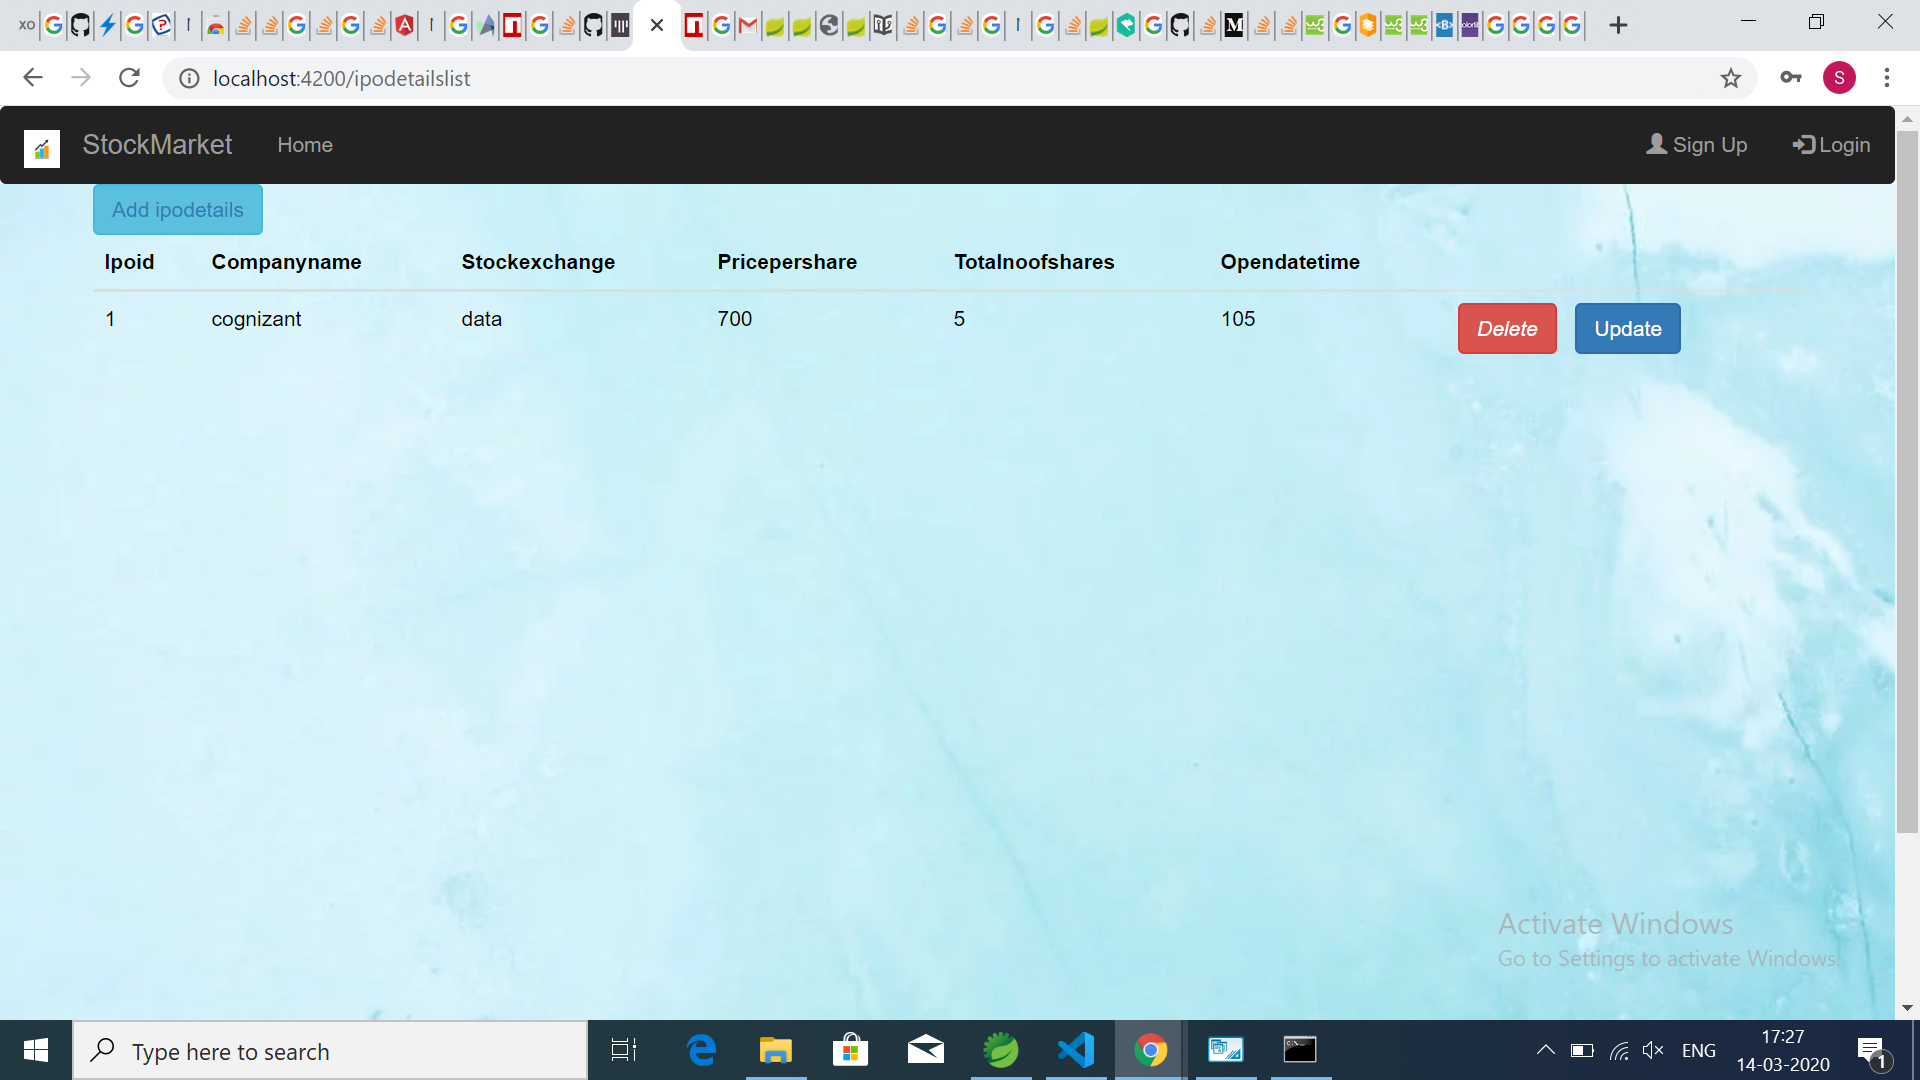 localhost:4200/ipodetailslist
S
StockMarket Home Sign Up Login
Add ipodetails
Ipoid Companyname Stockexchange Pricepershare Totalnoofshares Opendatetime
1 cognizant data 700 5 105 Delete Update
Activate Windows
Go to Settings to activate Windows.
Type here to search
ENG
17:27
14-03-2020
1